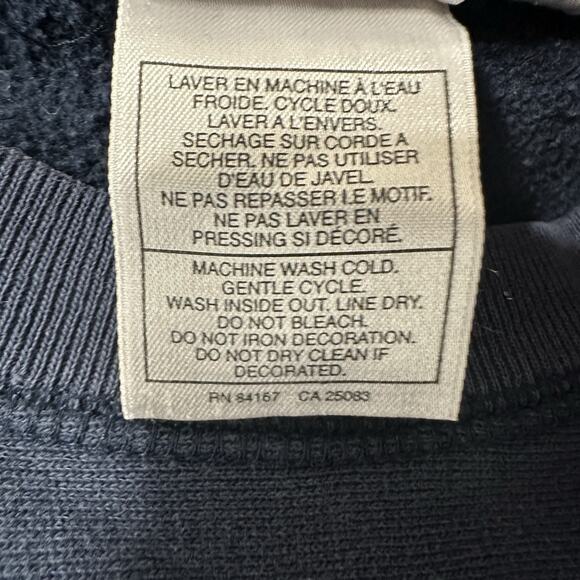 LAVER EN MACHINE À L'EAU
FROIDE. CYCLE DOUX.
LAVER A L'ENVERS.
SECHAGE SUR CORDE A
SECHER. NE PAS UTILISER
D'EAU DE JAVEL.
NE PAS REPASSER LE MOTIF.
NE PAS LAVER EN
PRESSING SI DÉCORÉ.
MACHINE WASH COLD.
GENTLE CYCLE.
WASH INSIDE OUT. LINE DRY.
DO NOT BLEACH.
DO NOT IRON DECORATION.
DO NOT DRY CLEAN IF
DECORATED.
RN 84167 CA 25083